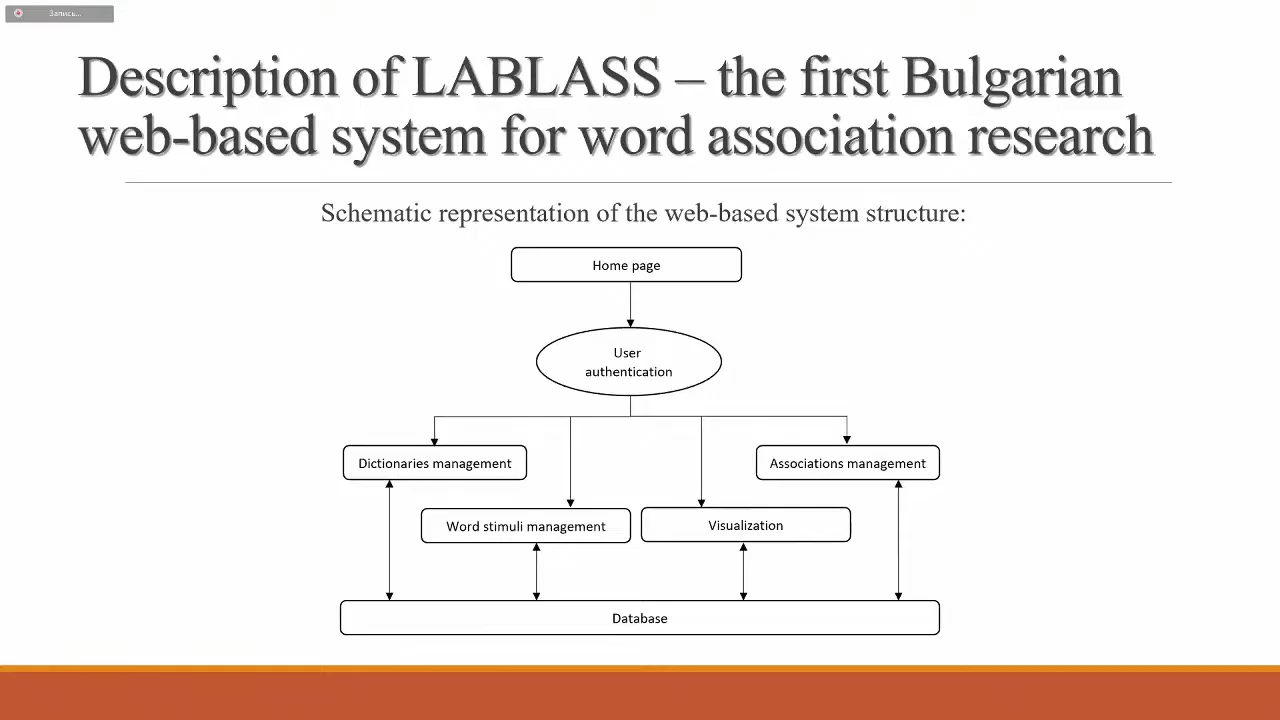 Запись...
Description of LABLASS – the first Bulgarian
web-based system for word association research
Schematic representation of the web-based system structure:
Home page
User
authentication
Dictionaries management
Associations management
Word stimuli management
Visualization
Database